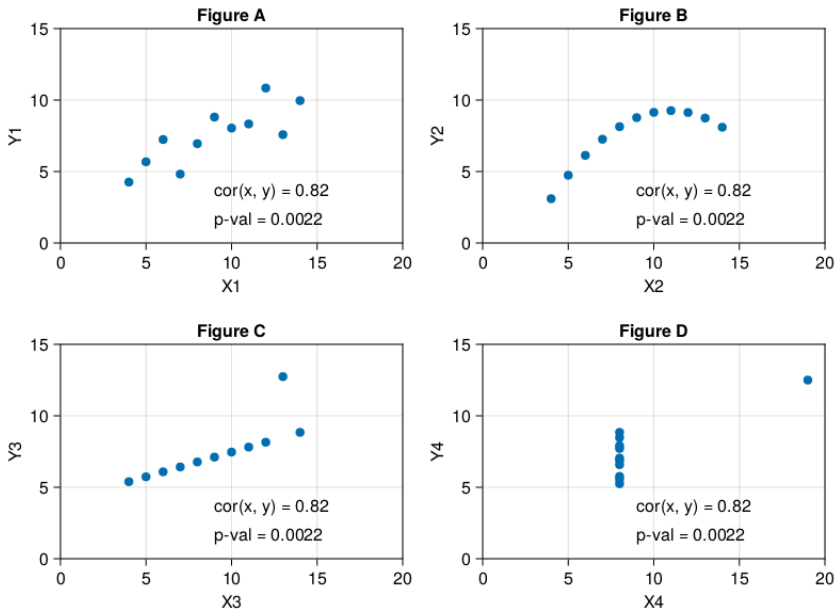 Figure A
15
10
5
0
Y1
cor(x, y) = 0.82
p-val = 0.0022
0 5 10 15 20
X1
Figure B
15
10
5
0
Y2
cor(x, y) = 0.82
p-val = 0.0022
0 5 10 15 20
X2
Figure C
15
10
5
0
Y3
cor(x, y) = 0.82
p-val = 0.0022
0 5 10 15 20
X3
Figure D
15
10
5
0
Y4
cor(x, y) = 0.82
p-val = 0.0022
0 5 10 15 20
X4